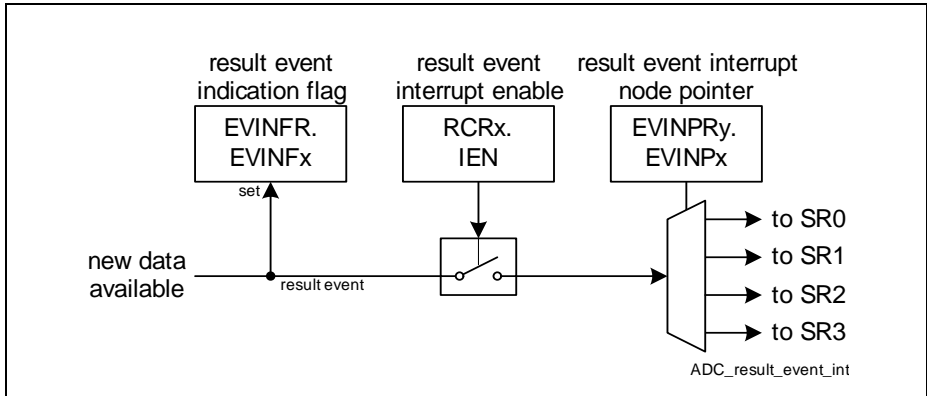 result event
indication flag
result event
interrupt enable
result event interrupt
node pointer
EVINFR.
EVINFx
RCRx.
IEN
EVINPRy.
EVINPx
set
to SR0
to SR1
to SR2
to SR3
new data
available
result event
ADC_result_event_int